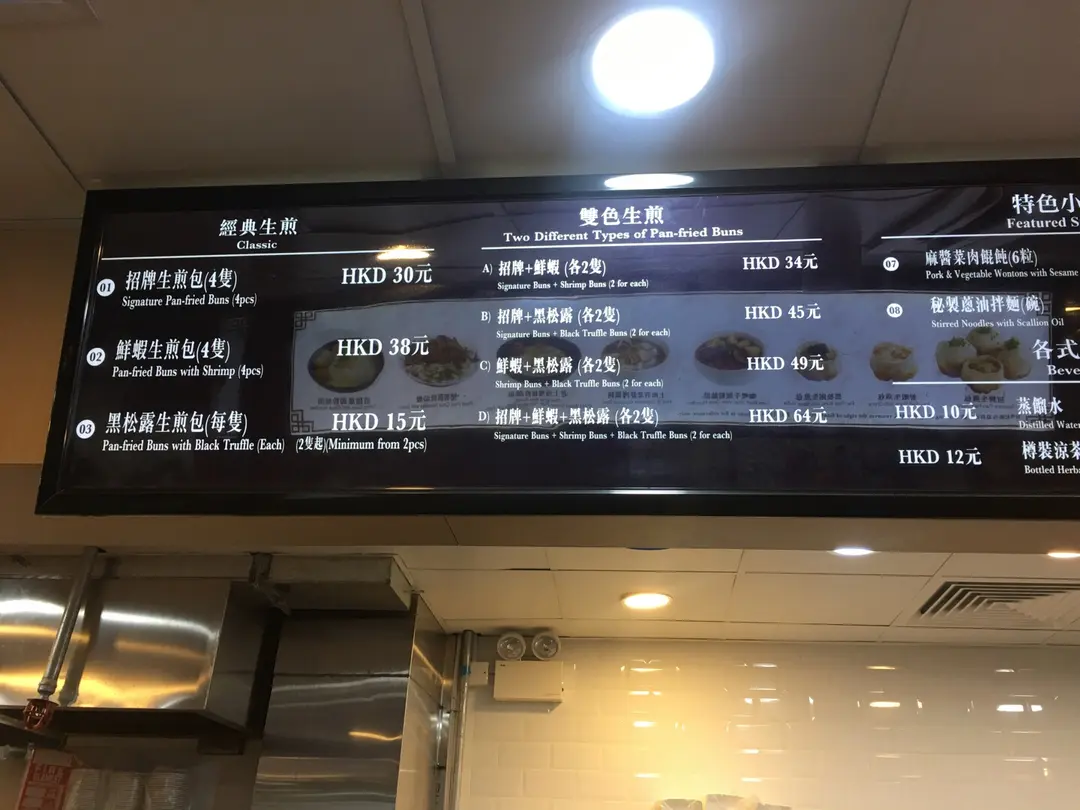 經典生煎
Classic
01 招牌生煎包(4隻) HKD 30元
Signature Pan-fried Buns (4pcs)
02 鮮蝦生煎包(4隻) HKD 38元
Pan-fried Buns with Shrimp (4pcs)
03 黑松露生煎包(每隻) HKD 15元
Pan-fried Buns with Black Truffle (Each) (2隻起)(Minimum from 2pcs)
雙色生煎
Two Different Types of Pan-fried Buns
A) 招牌+鮮蝦 (各2隻) HKD 34元
Signature Buns + Shrimp Buns (2 for each)
B) 招牌+黑松露 (各2隻) HKD 45元
Signature Buns + Black Truffle Buns (2 for each)
C) 鮮蝦+黑松露 (各2隻) HKD 49元
Shrimp Buns + Black Truffle Buns (2 for each)
D) 招牌+鮮蝦+黑松露 (各2隻) HKD 64元
Signature Buns + Shrimp Buns + Black Truffle Buns (2 for each)
特色小
Featured S
07 麻醬菜肉餛飩(6粒)
Pork & Vegetable Wontons with Sesame
08 秘製蔥油拌麵(碗)
Stirred Noodles with Scallion Oil
各式
Beve
HKD 10元 蒸餾水
Distilled Wate
HKD 12元 樽裝涼茶
Bottled Herba